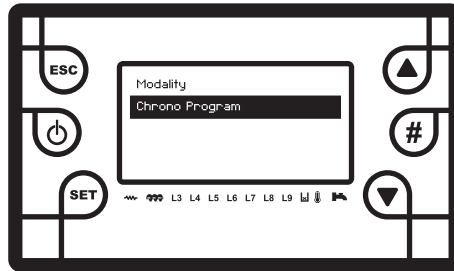 ESC
Modality
Chrono Program
#
SET
L3 L4 L5 L6 L7 L8 L9